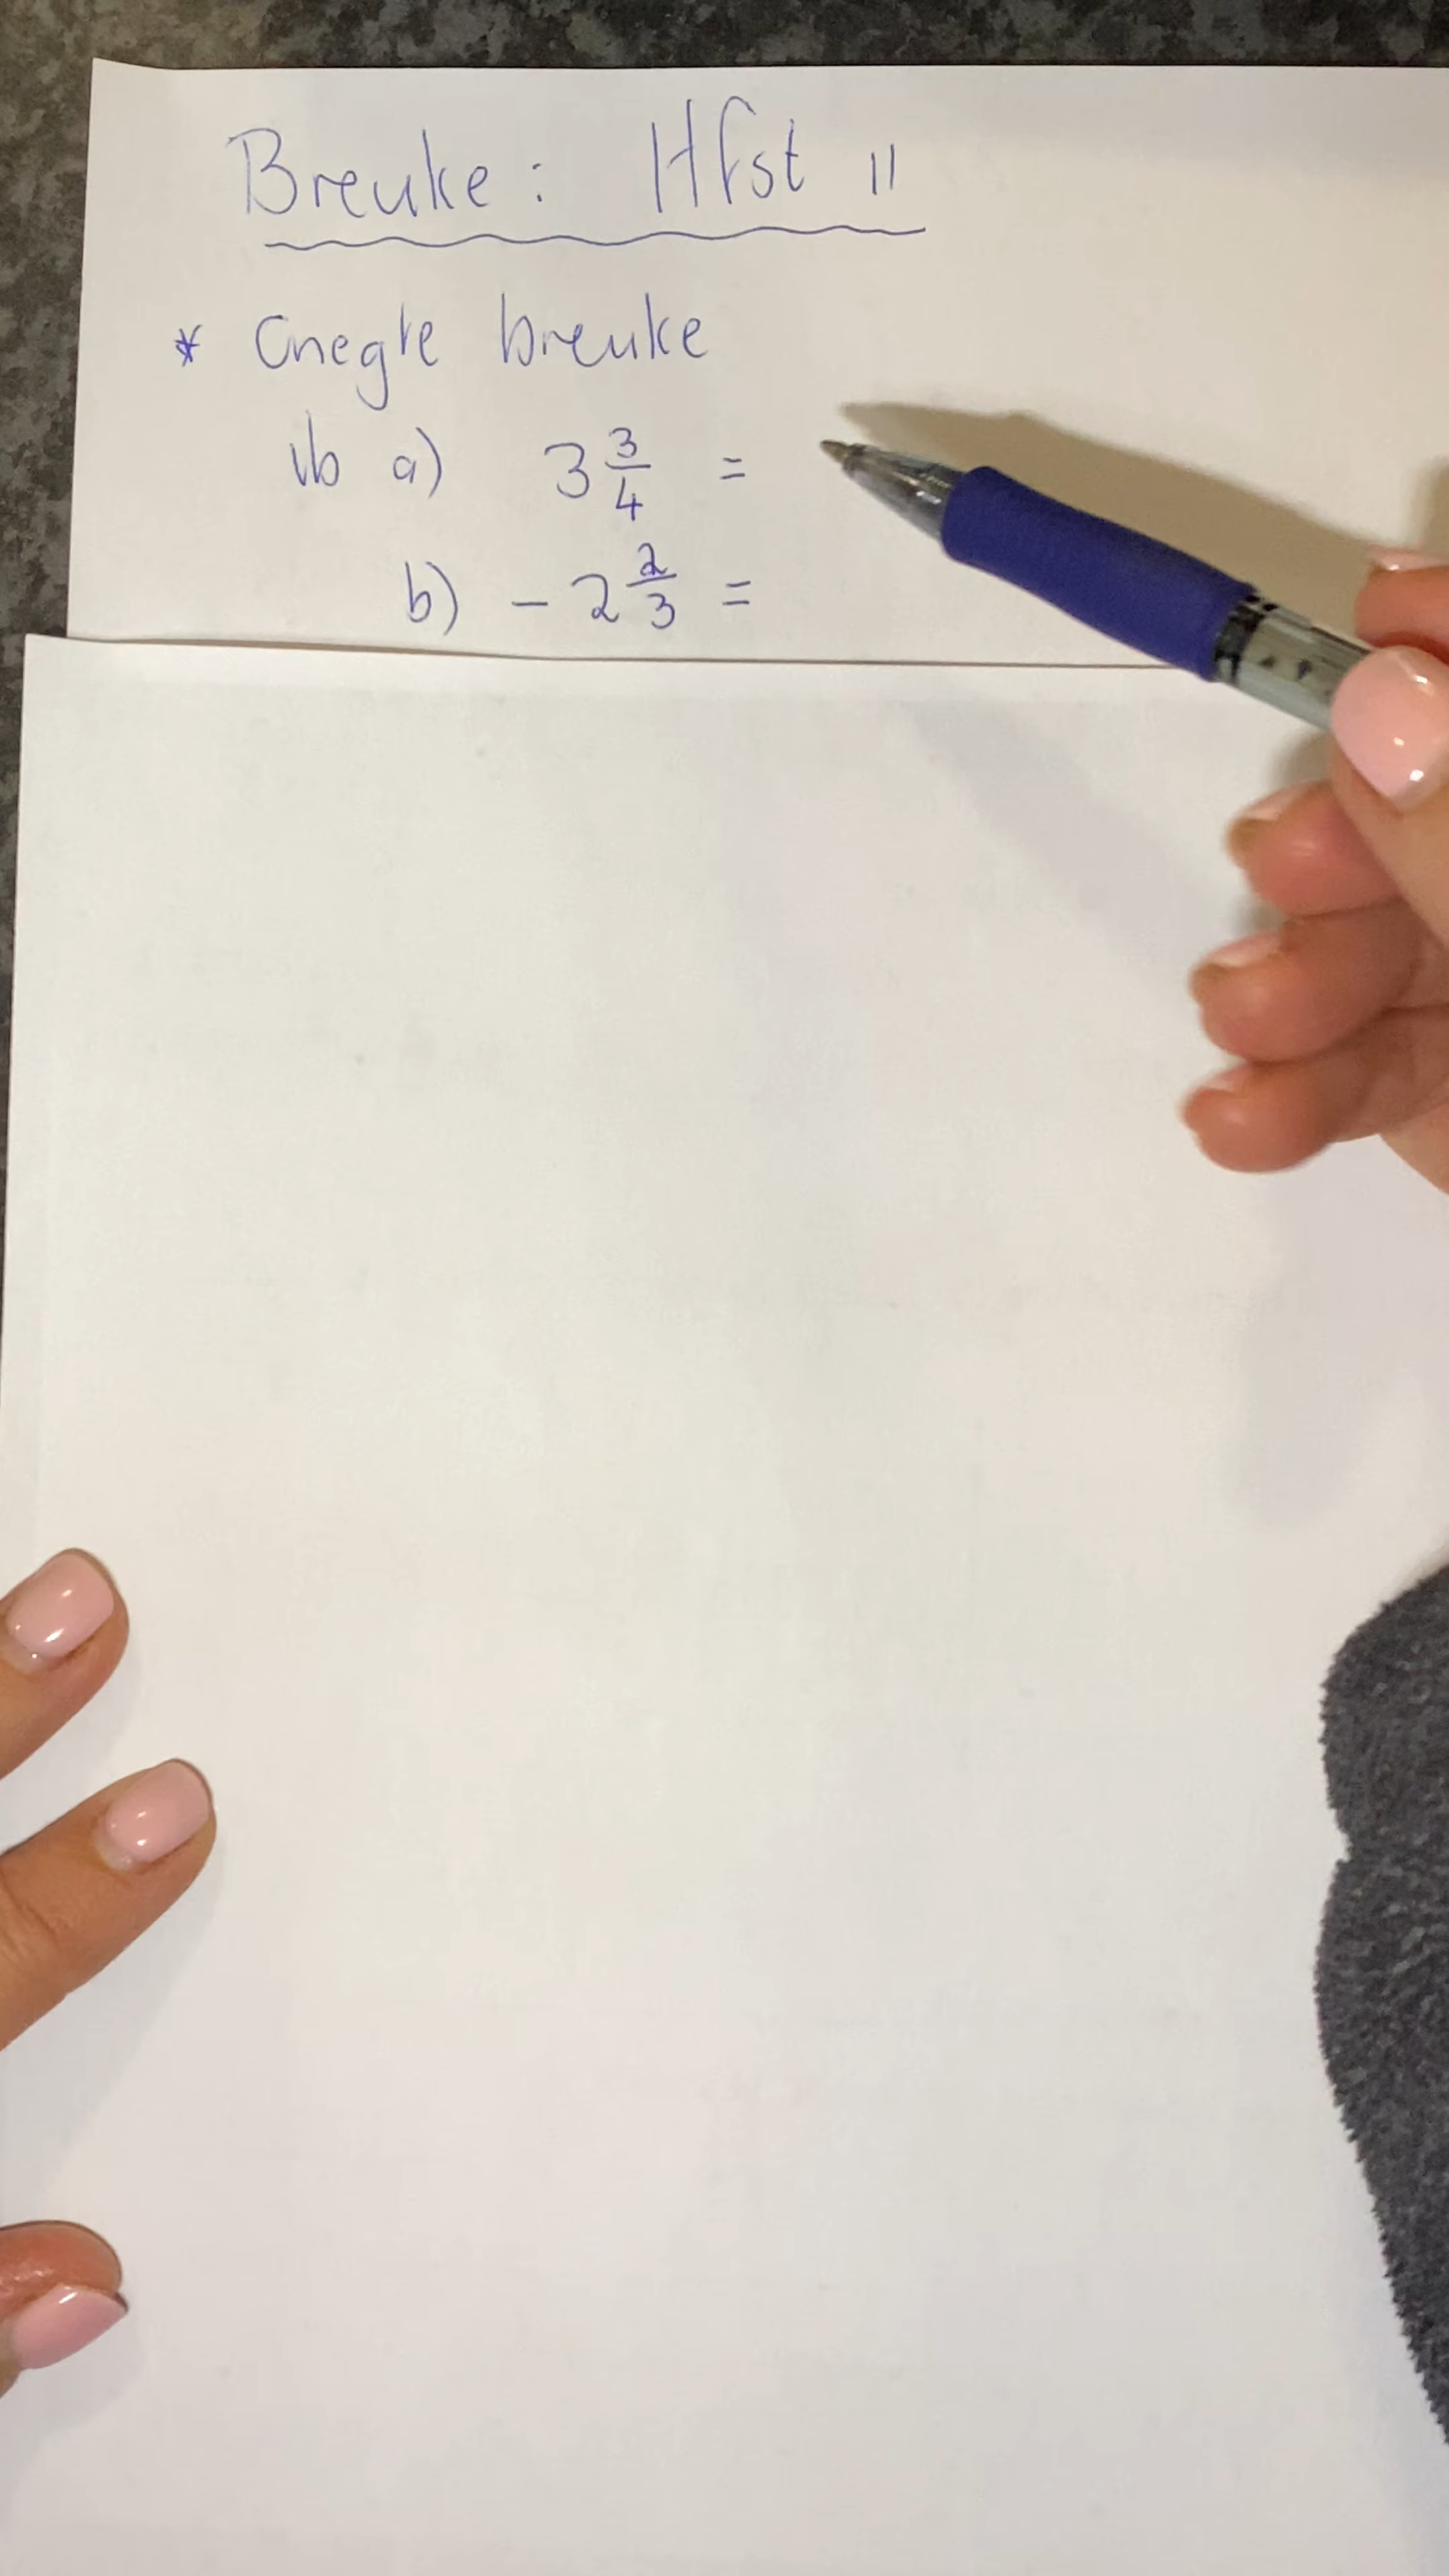 Breuke: Hfst 11
* Onegte breuke
vb a) 3 3/4 =
b) - 2 2/3 =